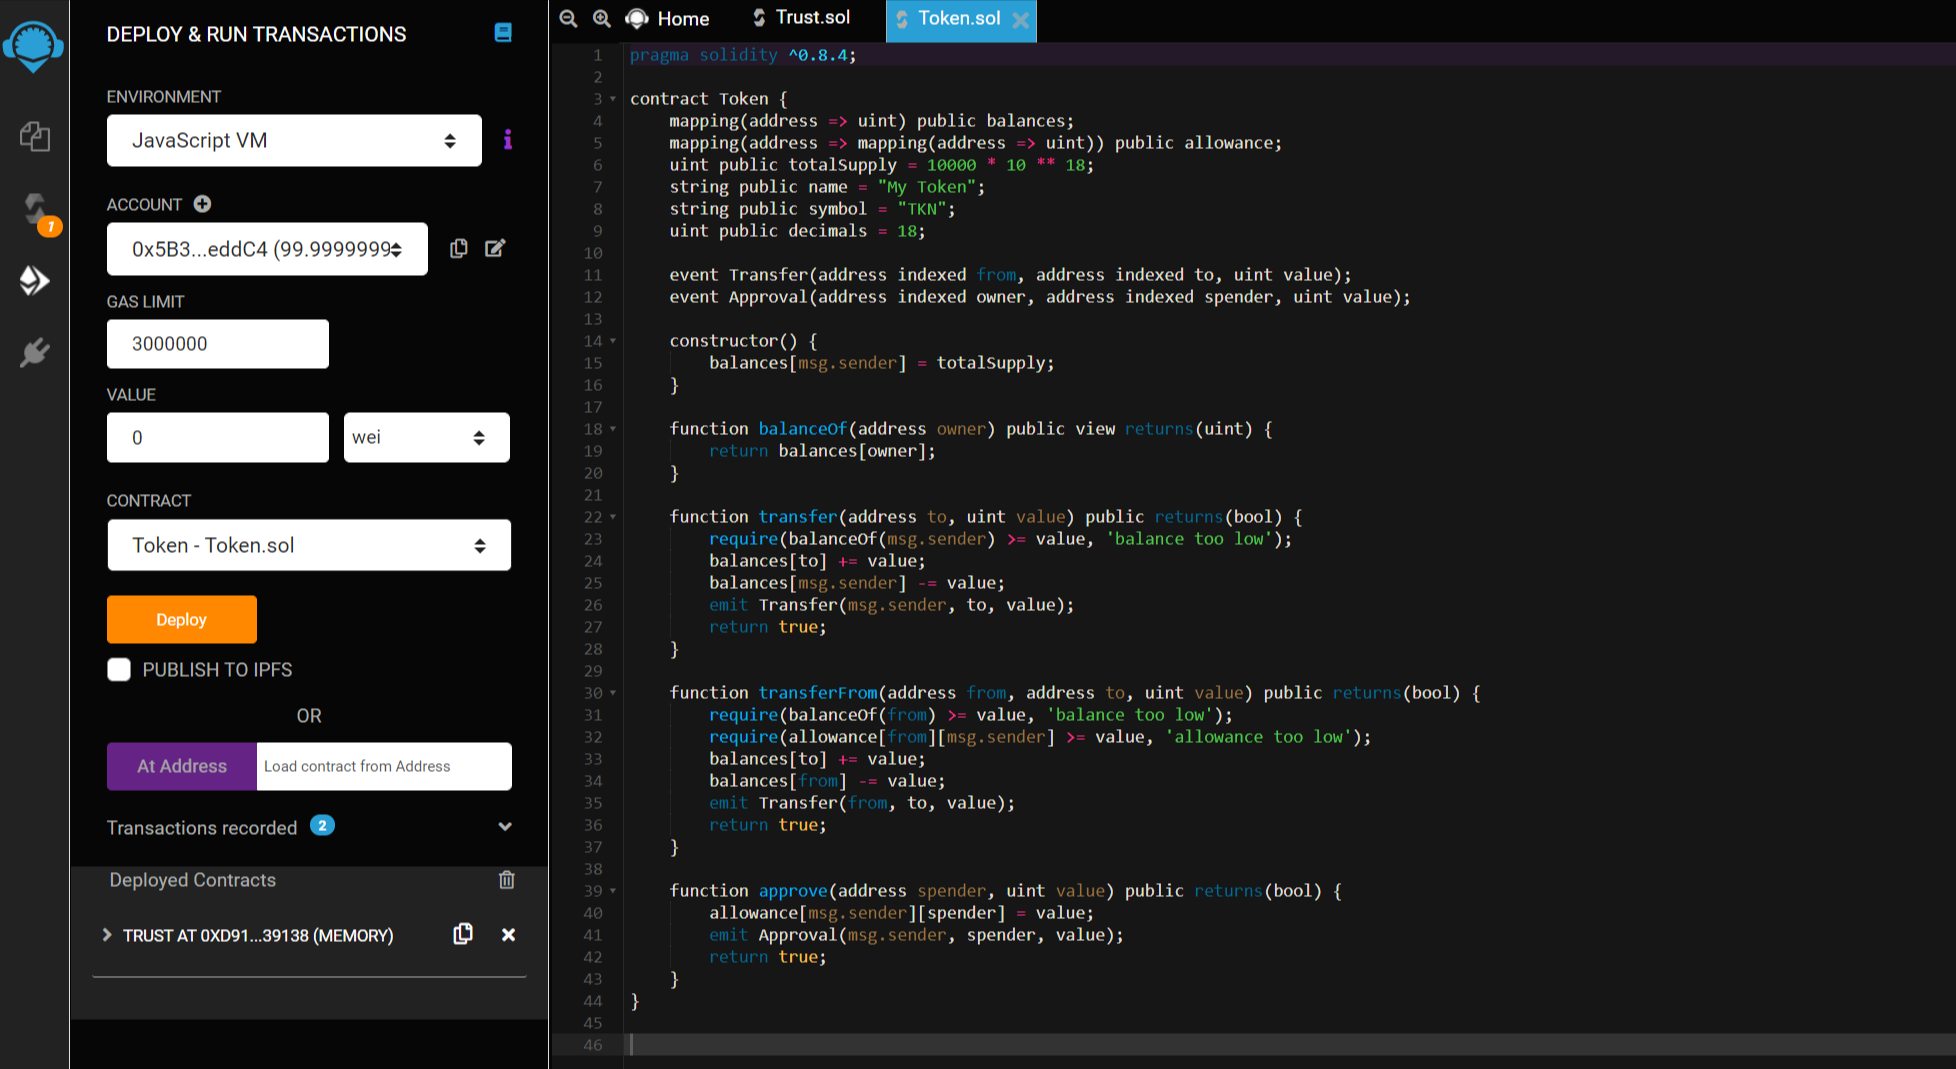 DEPLOY & RUN TRANSACTIONS
ENVIRONMENT
JavaScript VM
ACCOUNT
0x5B3...eddC4 (99.9999999
GAS LIMIT
3000000
VALUE
0
wei
CONTRACT
Token - Token.sol
Deploy
PUBLISH TO IPFS
OR
At Address
Load contract from Address
Transactions recorded 2
Deployed Contracts
TRUST AT 0XD91...39138 (MEMORY)
1
Home
Trust.sol
Token.sol
1 pragma solidity ^0.8.4;
2
3 contract Token {
4 mapping(address => uint) public balances;
5 mapping(address => mapping(address => uint)) public allowance;
6 uint public totalSupply = 10000 * 10 ** 18;
7 string public name = "My Token";
8 string public symbol = "TKN";
9 uint public decimals = 18;
10
11 event Transfer(address indexed from, address indexed to, uint value);
12 event Approval(address indexed owner, address indexed spender, uint value);
13
14 constructor() {
15 balances[msg.sender] = totalSupply;
16 }
17
18 function balanceOf(address owner) public view returns(uint) {
19 return balances[owner];
20 }
21
22 function transfer(address to, uint value) public returns(bool) {
23 require(balanceOf(msg.sender) >= value, 'balance too low');
24 balances[to] += value;
25 balances[msg.sender] -= value;
26 emit Transfer(msg.sender, to, value);
27 return true;
28 }
29
30 function transferFrom(address from, address to, uint value) public returns(bool) {
31 require(balanceOf(from) >= value, 'balance too low');
32 require(allowance[from][msg.sender] >= value, 'allowance too low');
33 balances[to] += value;
34 balances[from] -= value;
35 emit Transfer(from, to, value);
36 return true;
37 }
38
39 function approve(address spender, uint value) public returns(bool) {
40 allowance[msg.sender][spender] = value;
41 emit Approval(msg.sender, spender, value);
42 return true;
43 }
44 }
45
46